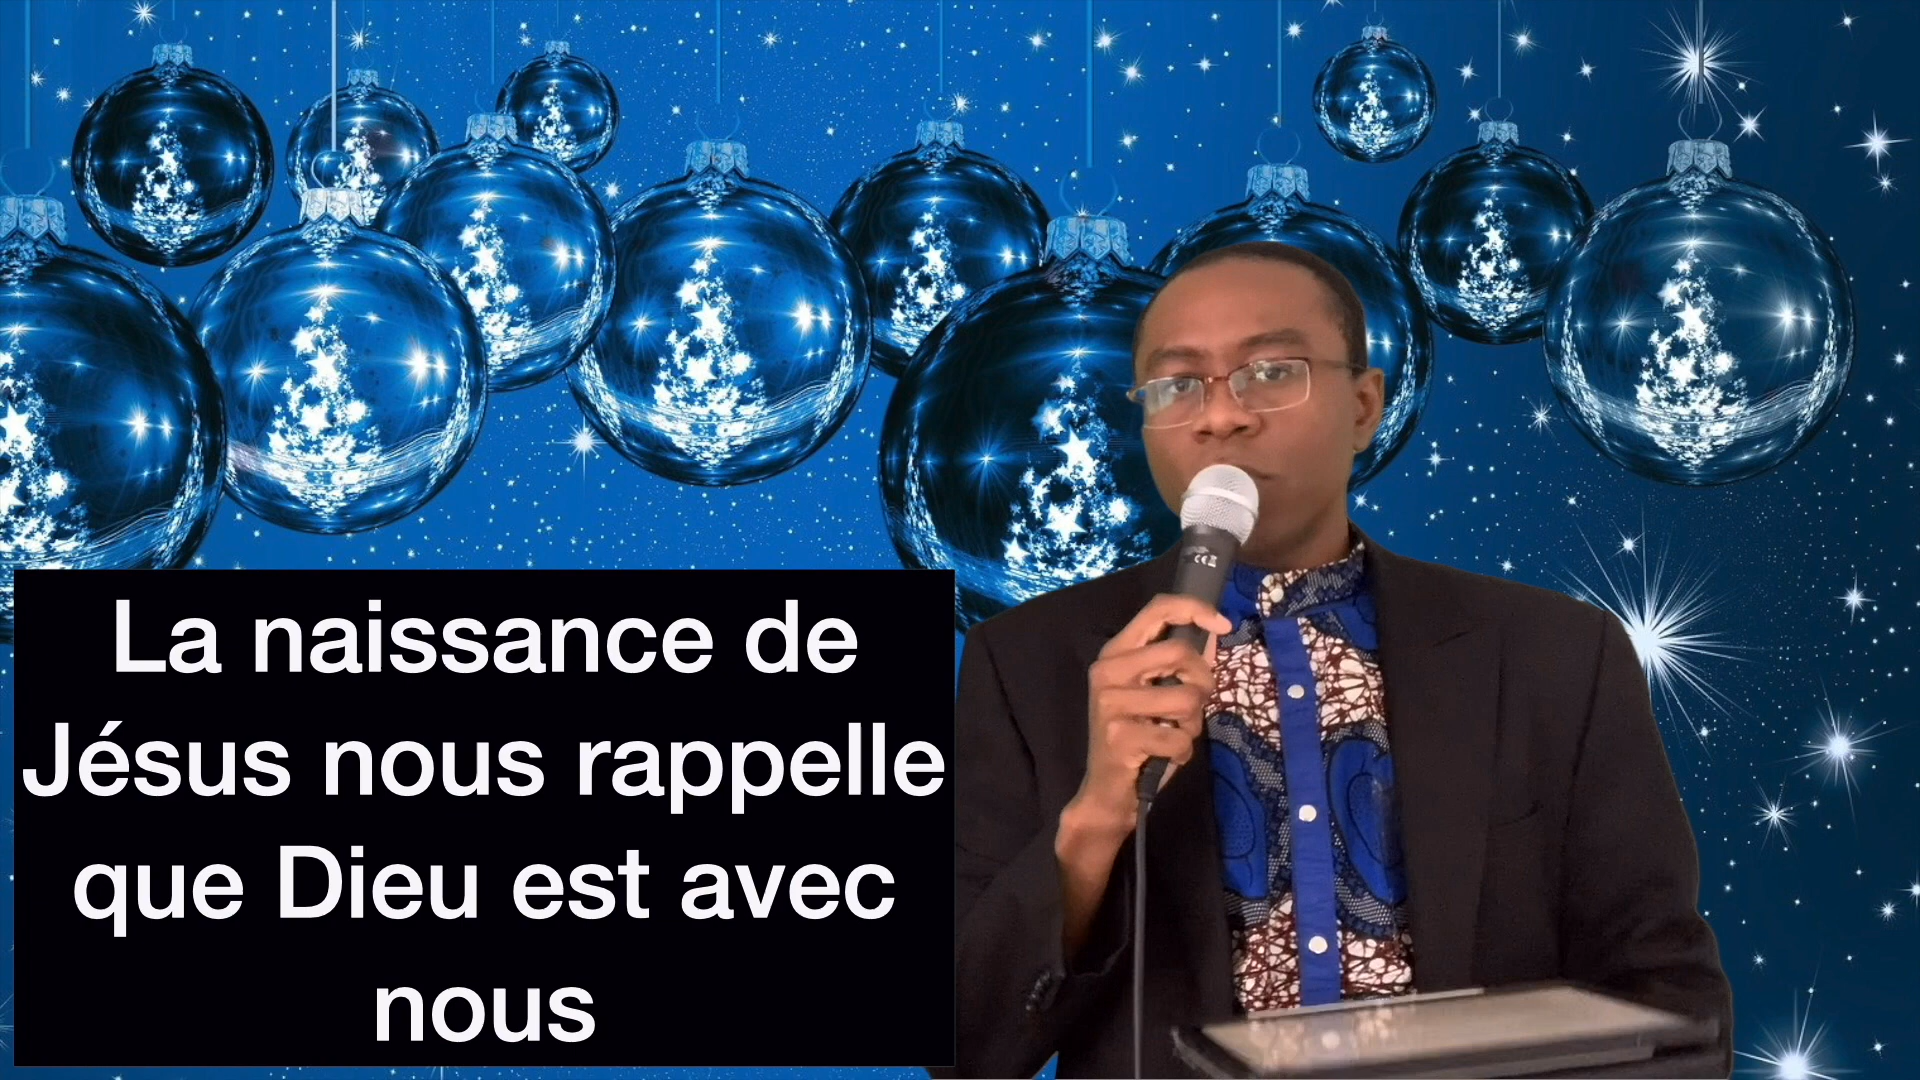 La naissance de
Jésus nous rappelle
que Dieu est avec
nous